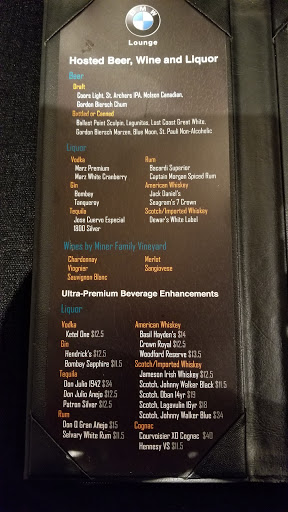 BMW
Lounge
Hosted Beer, Wine and Liquor
Beer
Draft
Coors Light, St. Archers IPA, Molson Canadian,
Gordon Biersch Chum
Bottled or Canned
Ballast Point Sculpin, Lagunitas, Lost Coast Great White,
Gordon Biersch Marzen, Blue Moon, St. Pauli Non-Alcoholic
Liquor
Vodka
Merz Premium
Merz White Cranberry
Gin
Bombay
Tanqueray
Tequila
Jose Cuervo Especial
1800 Silver
Rum
Bacardi Superior
Captain Morgan Spiced Rum
American Whiskey
Jack Daniel's
Seagram's 7 Crown
Scotch/Imported Whiskey
Dewar's White Label
Wines by Miner Family Vineyard
Chardonnay
Viognier
Sauvignon Blanc
Merlot
Sangiovese
Ultra-Premium Beverage Enhancements
Liquor
Vodka
Ketel One $12.5
Gin
Hendrick's $12.5
Bombay Sapphire $11.5
Tequila
Don Julio 1942 $34
Don Julio Anejo $12.5
Patron Silver $12.5
Rum
Don Q Gran Añejo $15
Selvary White Rum $11.5
American Whiskey
Basil Hayden's $14
Crown Royal $12.5
Woodford Reserve $13.5
Scotch/Imported Whiskey
Jameson Irish Whiskey $12.5
Scotch, Johnny Walker Black $11.5
Scotch, Oban 14yr $19
Scotch, Lagavulin 16yr $18
Scotch, Johnny Walker Blue $34
Cognac
Courvoisier XO Cognac $40
Hennesy VS $11.5